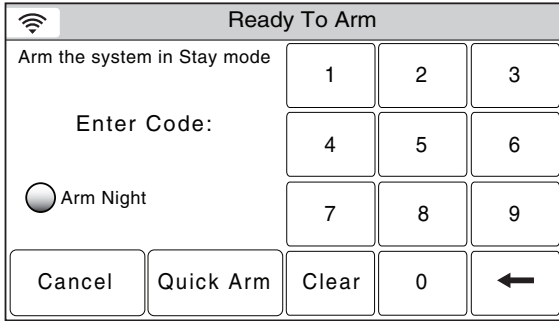 Ready To Arm
Arm the system in Stay mode
Enter Code:
Arm Night
1 2 3
4 5 6
7 8 9
Cancel Quick Arm Clear 0